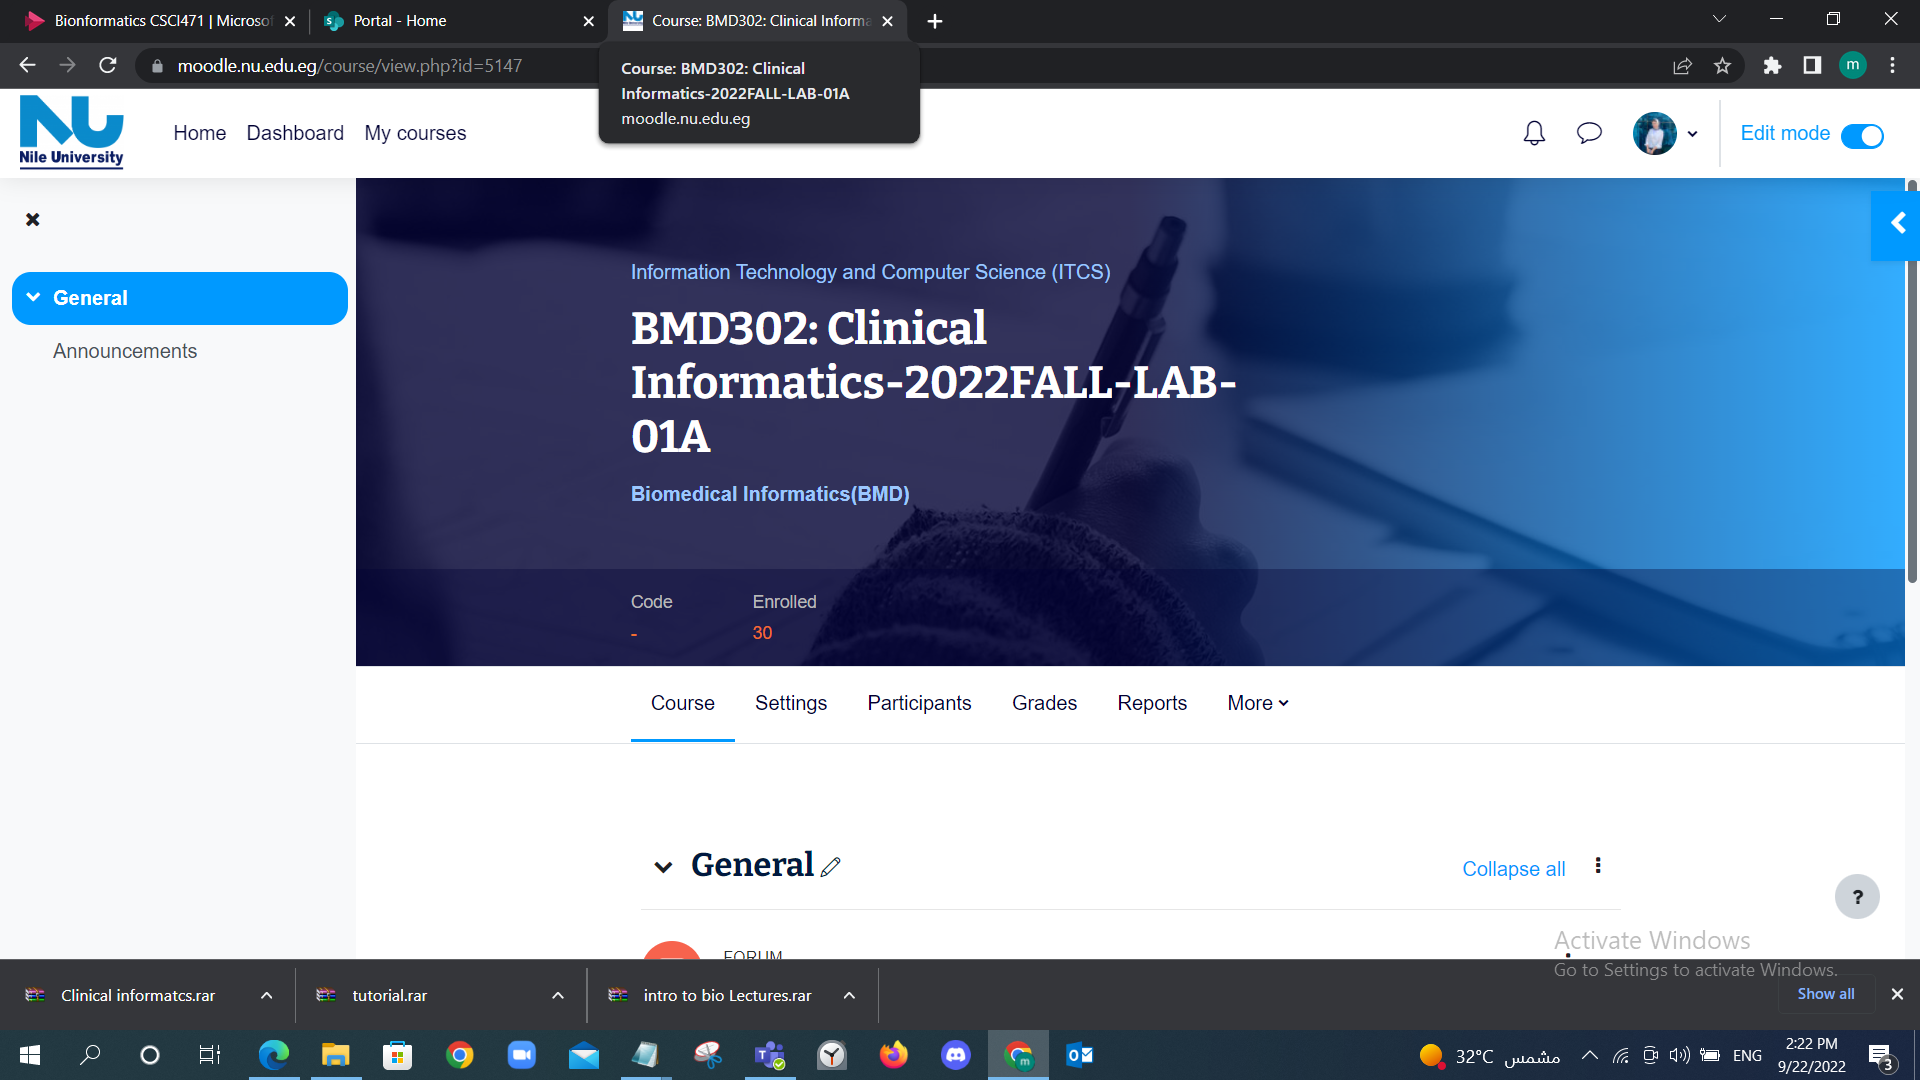 Bionformatics CSCI471 | Microso
Portal - Home
Course: BMD302: Clinical Informa
moodle.nu.edu.eg/course/view.php?id=5147
m
Course: BMD302: Clinical
Informatics-2022FALL-LAB-01A
moodle.nu.edu.eg
NU
Nile University
Home
Dashboard
My courses
Edit mode
General
Announcements
Information Technology and Computer Science (ITCS)
BMD302: Clinical
Informatics-2022FALL-LAB-
01A
Biomedical Informatics(BMD)
Code
Enrolled
-
30
Course
Settings
Participants
Grades
Reports
More
General
Collapse all
?
FORUM
Activate Windows
Go to Settings to activate Windows.
Clinical informatcs.rar
tutorial.rar
intro to bio Lectures.rar
Show all
32°C مشمس
ENG
2:22 PM
9/22/2022
3